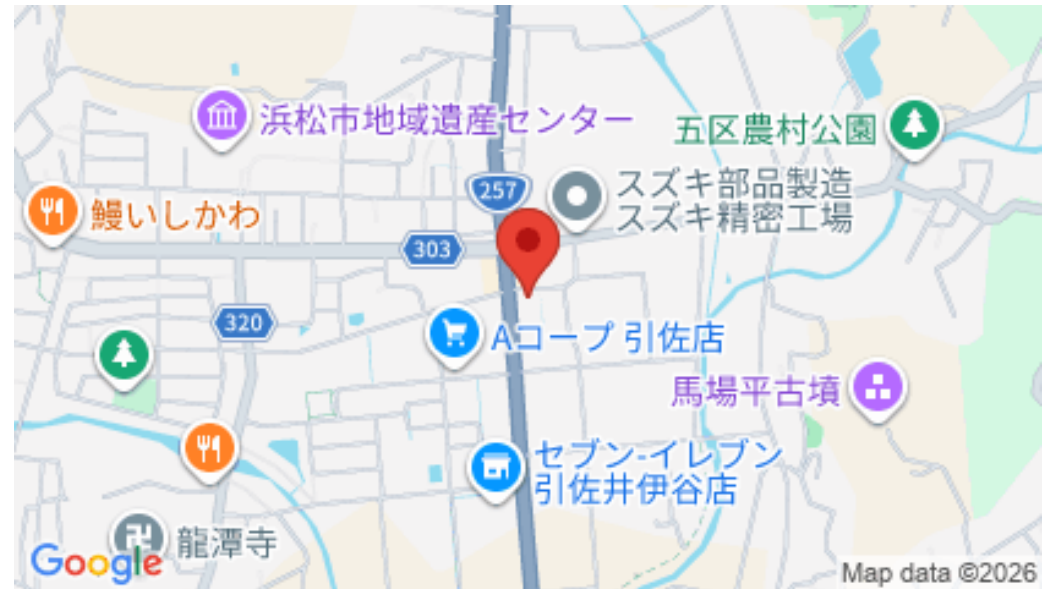 浜松市地域遺産センター
五区農村公園
257
スズキ部品製造
スズキ精密工場
鰻いしかわ
303
320
Aコープ 引佐店
馬場平古墳
セブン-イレブン
引佐井伊谷店
龍潭寺
Google
Map data ©2026